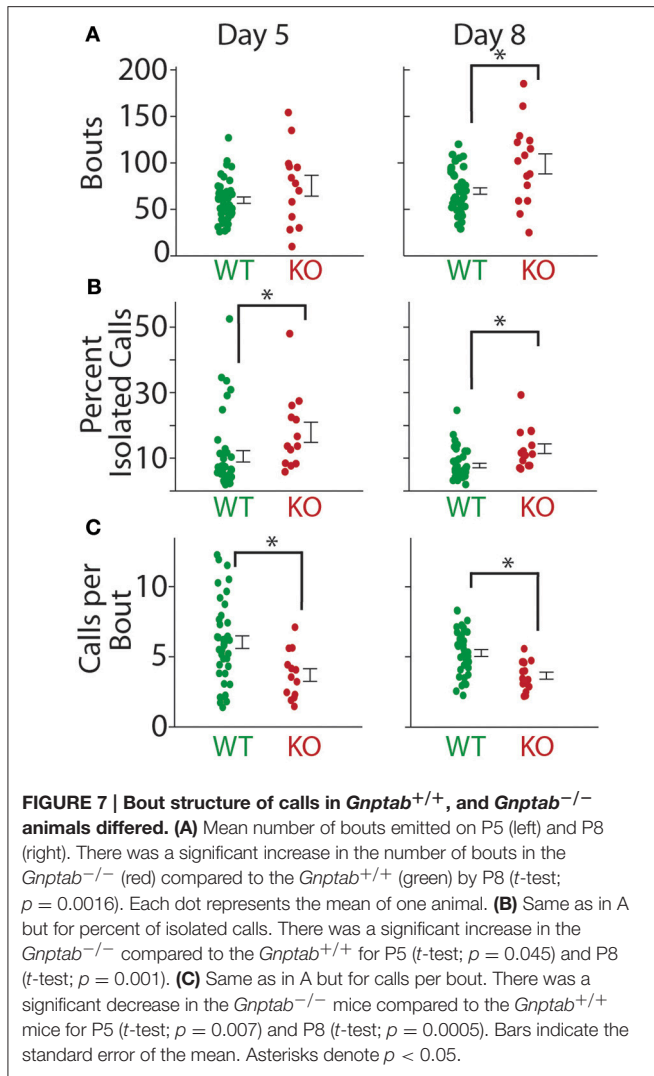 A
Day 5
Day 8
Bouts
200
150
100
50
0
WT
KO
*
WT
KO
B
Percent
Isolated Calls
50
30
10
*
WT
KO
*
WT
KO
C
Calls per
Bout
10
5
0
*
WT
KO
*
WT
KO
FIGURE 7 | Bout structure of calls in Gnptab+/+, and Gnptab−/−
animals differed. (A) Mean number of bouts emitted on P5 (left) and P8
(right). There was a significant increase in the number of bouts in the
Gnptab−/− (red) compared to the Gnptab+/+ (green) by P8 (t-test;
p = 0.0016). Each dot represents the mean of one animal. (B) Same as in A
but for percent of isolated calls. There was a significant increase in the
Gnptab−/− compared to the Gnptab+/+ for P5 (t-test; p = 0.045) and P8
(t-test; p = 0.001). (C) Same as in A but for calls per bout. There was a
significant decrease in the Gnptab−/− mice compared to the Gnptab+/+
mice for P5 (t-test; p = 0.007) and P8 (t-test; p = 0.0005). Bars indicate the
standard error of the mean. Asterisks denote p < 0.05.